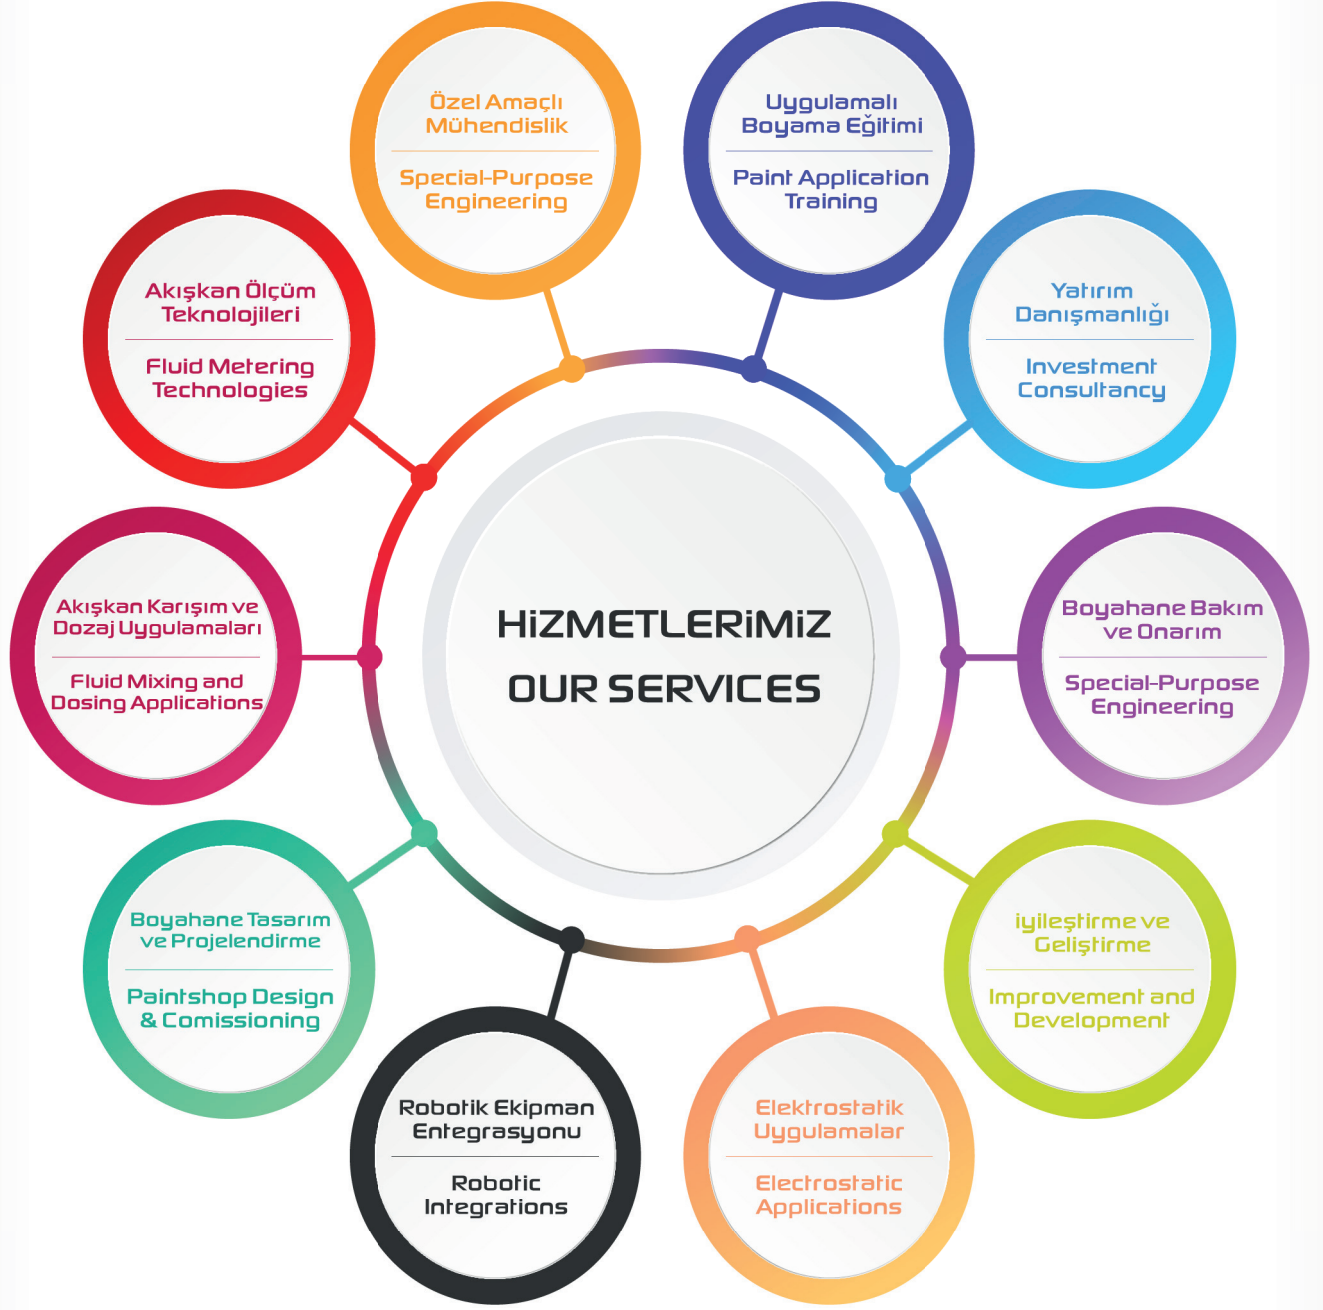 HiZMETLERiMiZ
OUR SERVICES
Özel Amaçlı
Mühendislik
Special-Purpose
Engineering
Uygulamalı
Boyama Eğitimi
Paint Application
Training
Yatırım
Danışmanlığı
Investment
Consultancy
Boyahane Bakım
ve Onarım
Special-Purpose
Engineering
iyileştirme ve
Geliştirme
Improvement and
Development
Elektrostatik
Uygulamalar
Electrostatic
Applications
Robotik Ekipman
Entegrasyonu
Robotic
Integrations
Boyahane Tasarım
ve Projelendirme
Paintshop Design
& Comissioning
Akışkan Karışım ve
Dozaj Uygulamaları
Fluid Mixing and
Dosing Applications
Akışkan Ölçüm
Teknolojileri
Fluid Metering
Technologies